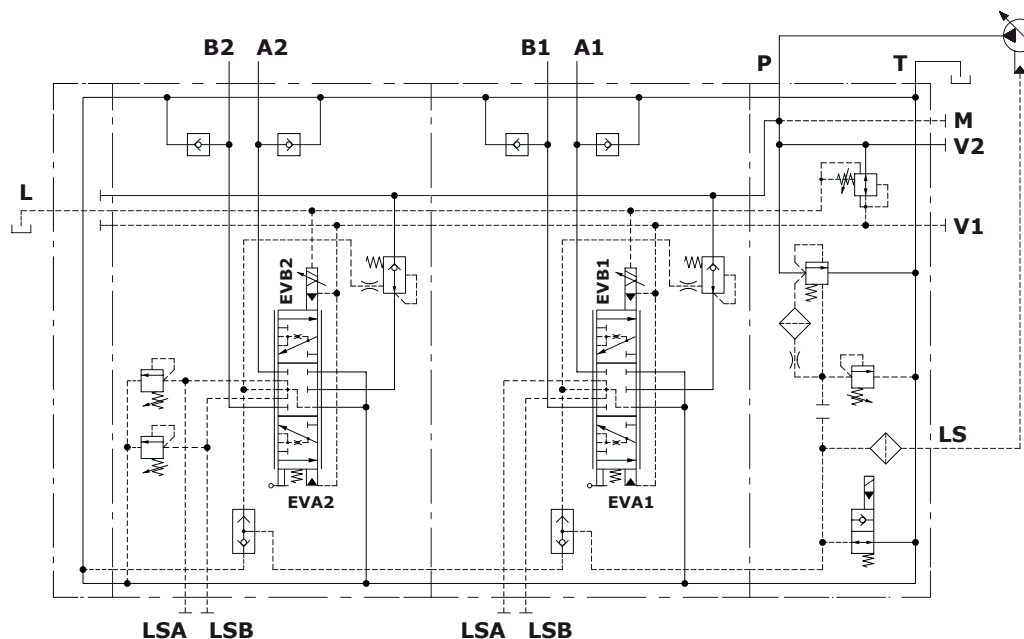 B2 A2 B1 A1 P T
M
V2
L
V1
EVB2 EVB1
LS
EVA2 EVA1
LSA LSB LSA LSB